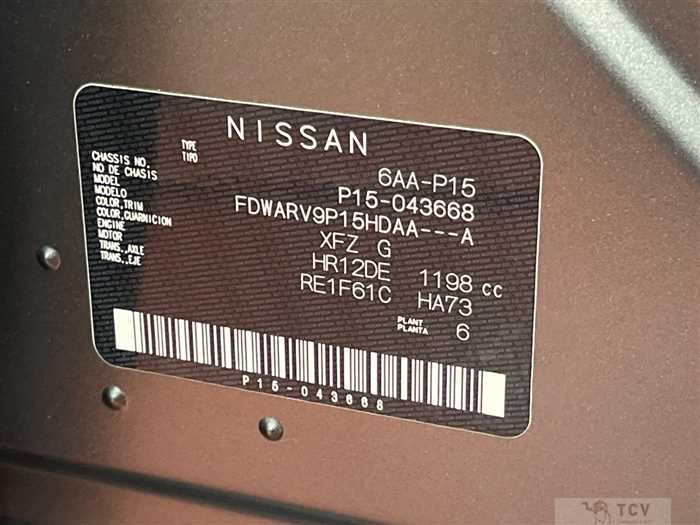 NISSAN
TYPE
TIPO
6AA-P15
CHASSIS NO.
NO DE CHASIS
P15-043668
MODEL
MODELO
FDWARV9P15HDAA---A
COLOR,TRIM
COLOR,GUARNICION
XFZ G
ENGINE
MOTOR
HR12DE 1198 cc
TRANS.,AXLE
TRANS.,EJE
RE1F61C HA73
PLANT
PLANTA
6
P15-043668
TCV